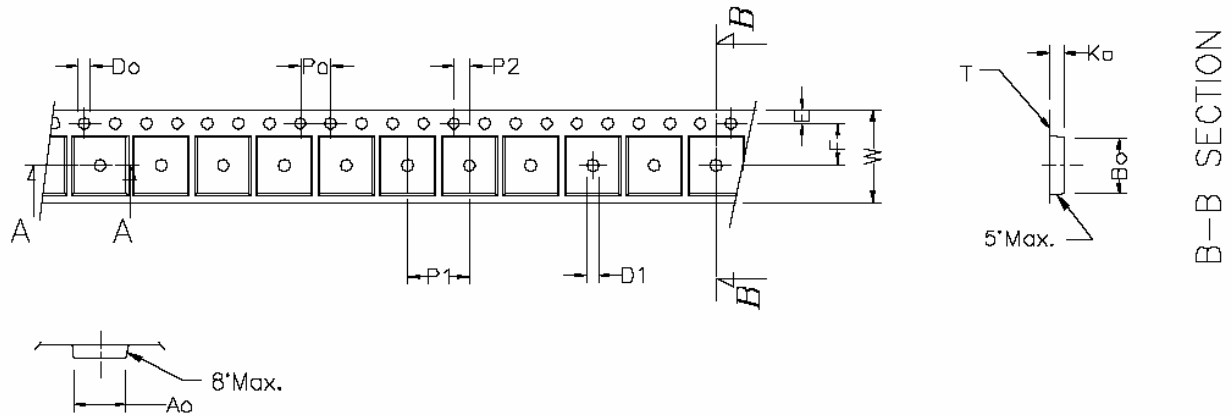 B
Do
Po
P2
Ko
T
E
F
W
Bo
A
A
5°Max.
P1
D1
B
8°Max.
Ao
B-B SECTION